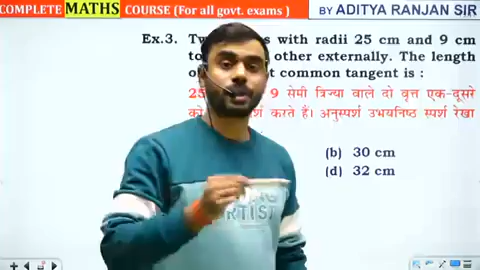 COMPLETE MATHS COURSE (For all govt. exams ) BY ADITYA RANJAN SIR
Ex.3. with radii 25 cm and 9 cm
other externally. The length
common tangent is :
25 9 सेमी त्रिज्या वाले दो वृत्त एक-दूसरे
को करते हैं। अनुस्पर्श उभयनिष्ठ स्पर्श रेखा
(b) 30 cm
(d) 32 cm
ARTIST